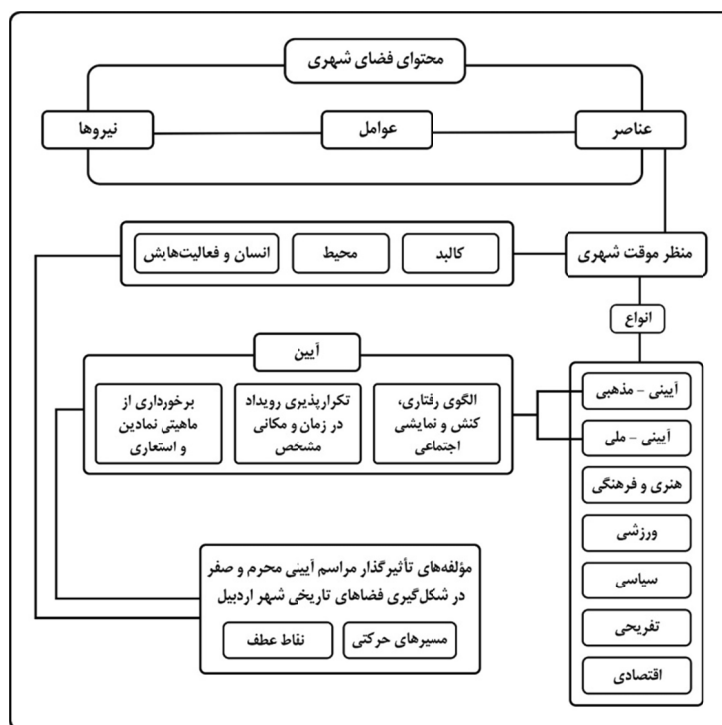 محتوای فضای شهری
عناصر
عوامل
نیروها
منظر موقت شهری
کالبد
محیط
انسان و فعالیت‌هایش
انواع
آیینی – مذهبی
آیینی – ملی
هنری و فرهنگی
ورزشی
سیاسی
تفریحی
اقتصادی
آیین
الگوی رفتاری،
کنش و نمایشی
اجتماعی
تکرارپذیری رویداد
در زمان و مکانی
مشخص
برخورداری از
ماهیتی نمادین
و استعاری
مؤلفه‌های تأثیرگذار مراسم آیینی محرم و صفر
در شکل‌گیری فضاهای تاریخی شهر اردبیل
مسیرهای حرکتی
نقاط عطف